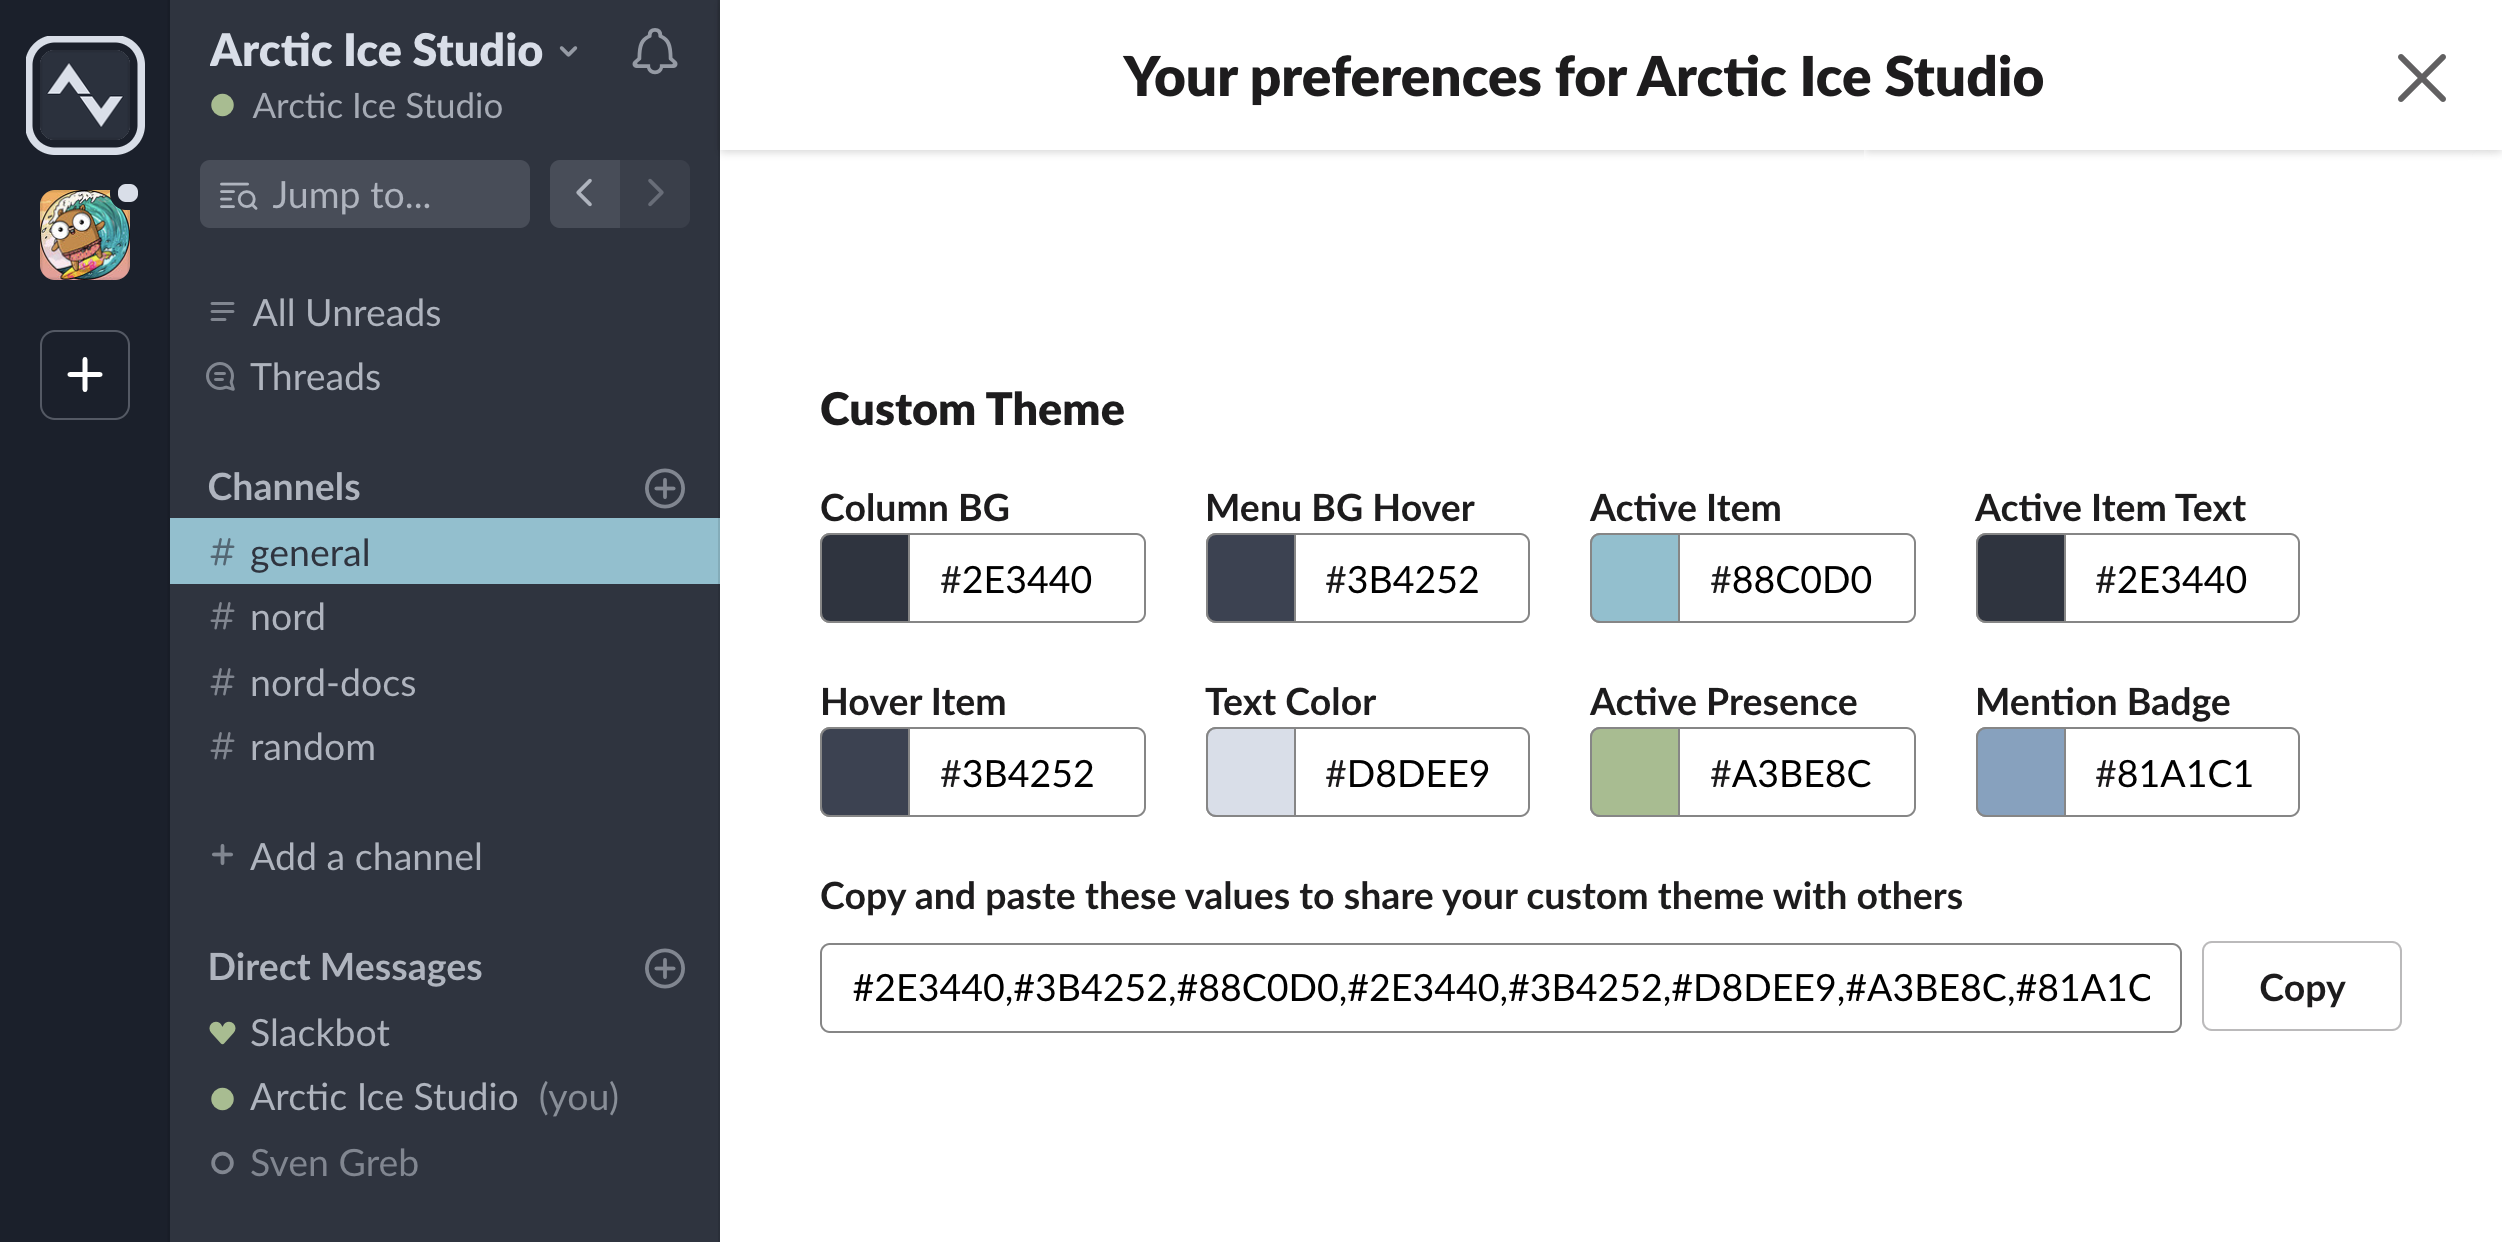 Arctic Ice Studio
Arctic Ice Studio
Jump to...
All Unreads
Threads
Channels
# general
# nord
# nord-docs
# random
+ Add a channel
Direct Messages
Slackbot
Arctic Ice Studio (you)
Sven Greb
Your preferences for Arctic Ice Studio
Custom Theme
Column BG
#2E3440
Menu BG Hover
#3B4252
Active Item
#88C0D0
Active Item Text
#2E3440
Hover Item
#3B4252
Text Color
#D8DEE9
Active Presence
#A3BE8C
Mention Badge
#81A1C1
Copy and paste these values to share your custom theme with others
#2E3440,#3B4252,#88C0D0,#2E3440,#3B4252,#D8DEE9,#A3BE8C,#81A1C
Copy